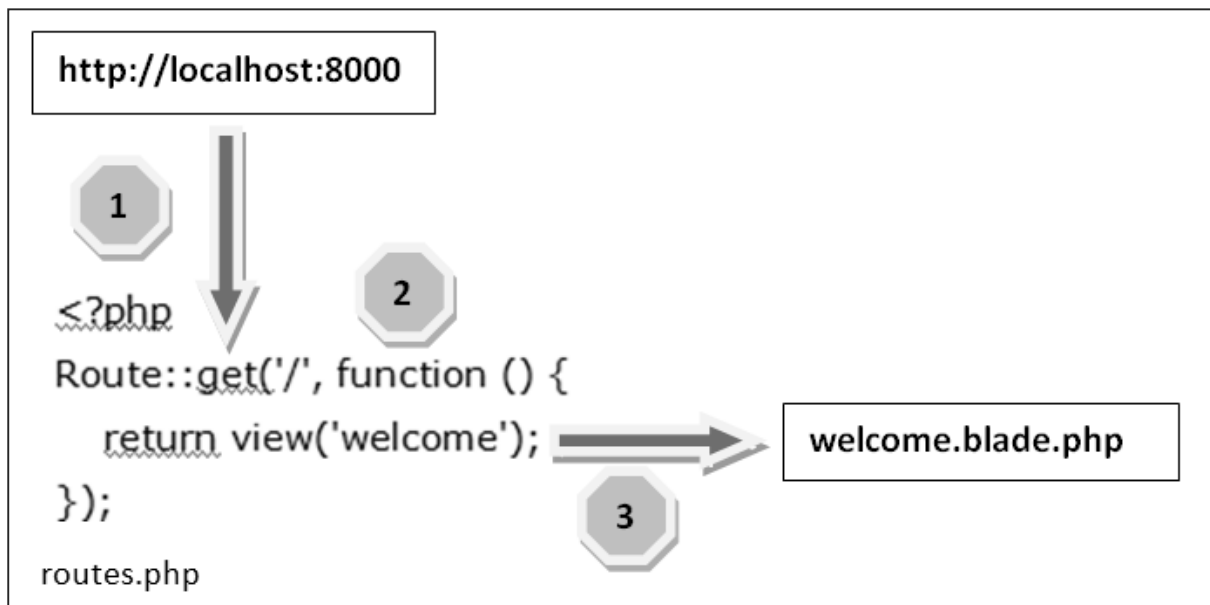 http://localhost:8000
1
2
<?php
Route::get('/', function () {
return view('welcome');
welcome.blade.php
3
});
routes.php